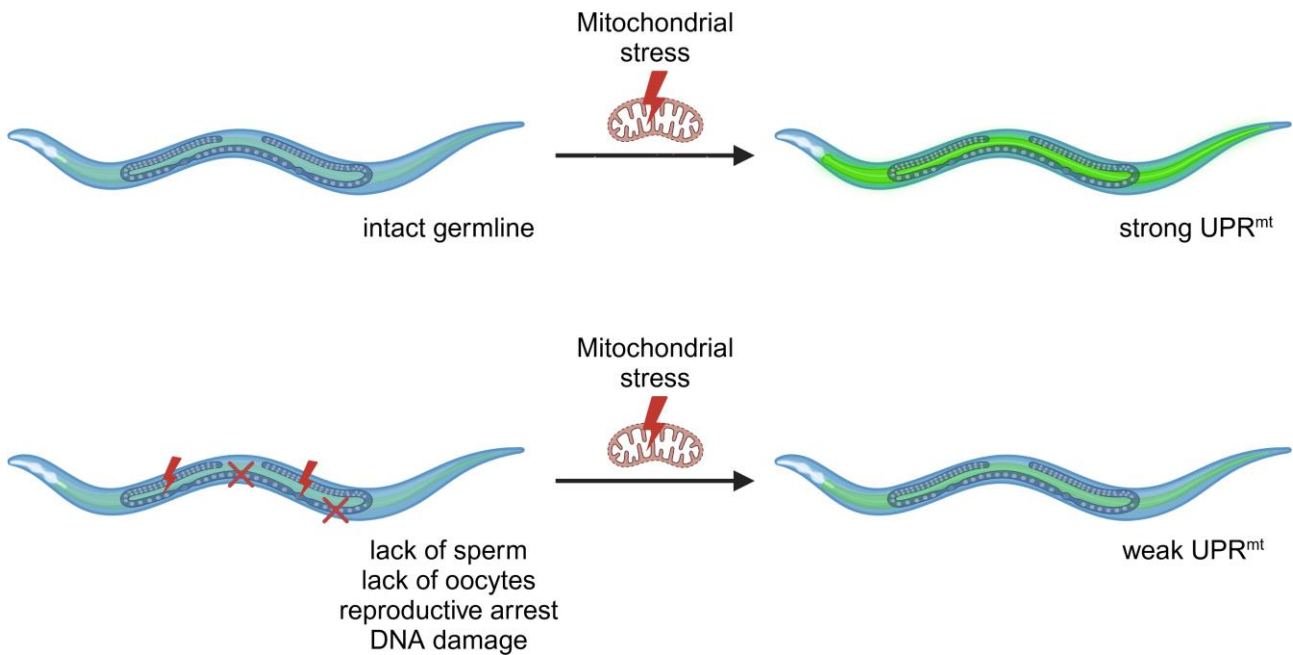 Mitochondrial
stress
intact germline
strong UPRᵐᵗ
Mitochondrial
stress
lack of sperm
lack of oocytes
reproductive arrest
DNA damage
weak UPRᵐᵗ